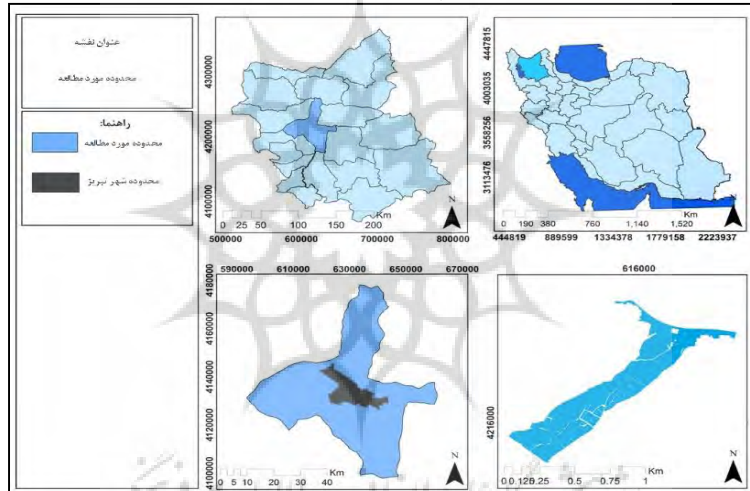 عنوان نقشه
محدوده مورد مطالعه
راهنما:
محدوده مورد مطالعه
محدوده شهر تبریز
4300000
4200000
4100000
0 25 50 100 150 200
Km
500000 600000 700000 800000
N
4447815
4003035
3558256
3113476
0 190 380 760 1,140 1,520
Km
444819 889599 1334378 1779158 2223937
N
590000 610000 630000 650000 670000
4180000
4160000
4140000
4120000
4100000
0 5 10 20 30 40
Km
N
616000
4216000
0 0.125 0.25 0.5 0.75 1
Km
N